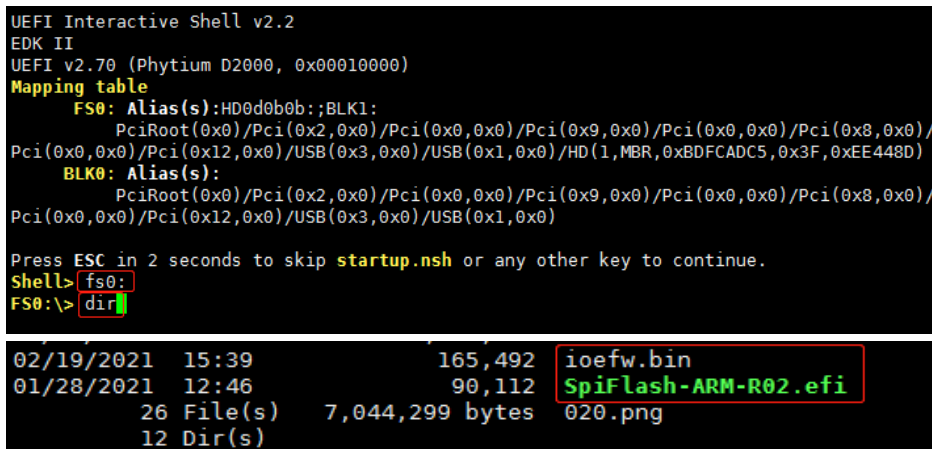 UEFI Interactive Shell v2.2
EDK II
UEFI v2.70 (Phytium D2000, 0x00010000)
Mapping table
FS0: Alias(s):HD0d0b0b:;BLK1:
PciRoot(0x0)/Pci(0x2,0x0)/Pci(0x0,0x0)/Pci(0x9,0x0)/Pci(0x0,0x0)/Pci(0x8,0x0)/
Pci(0x0,0x0)/Pci(0x12,0x0)/USB(0x3,0x0)/USB(0x1,0x0)/HD(1,MBR,0xBDFCADC5,0x3F,0xEE448D)
BLK0: Alias(s):
PciRoot(0x0)/Pci(0x2,0x0)/Pci(0x0,0x0)/Pci(0x9,0x0)/Pci(0x0,0x0)/Pci(0x8,0x0)/
Pci(0x0,0x0)/Pci(0x12,0x0)/USB(0x3,0x0)/USB(0x1,0x0)
Press ESC in 2 seconds to skip startup.nsh or any other key to continue.
Shell> fs0:
FS0:\> dir
02/19/2021 15:39 165,492 ioefw.bin
01/28/2021 12:46 90,112 SpiFlash-ARM-R02.efi
26 File(s) 7,044,299 bytes 020.png
12 Dir(s)